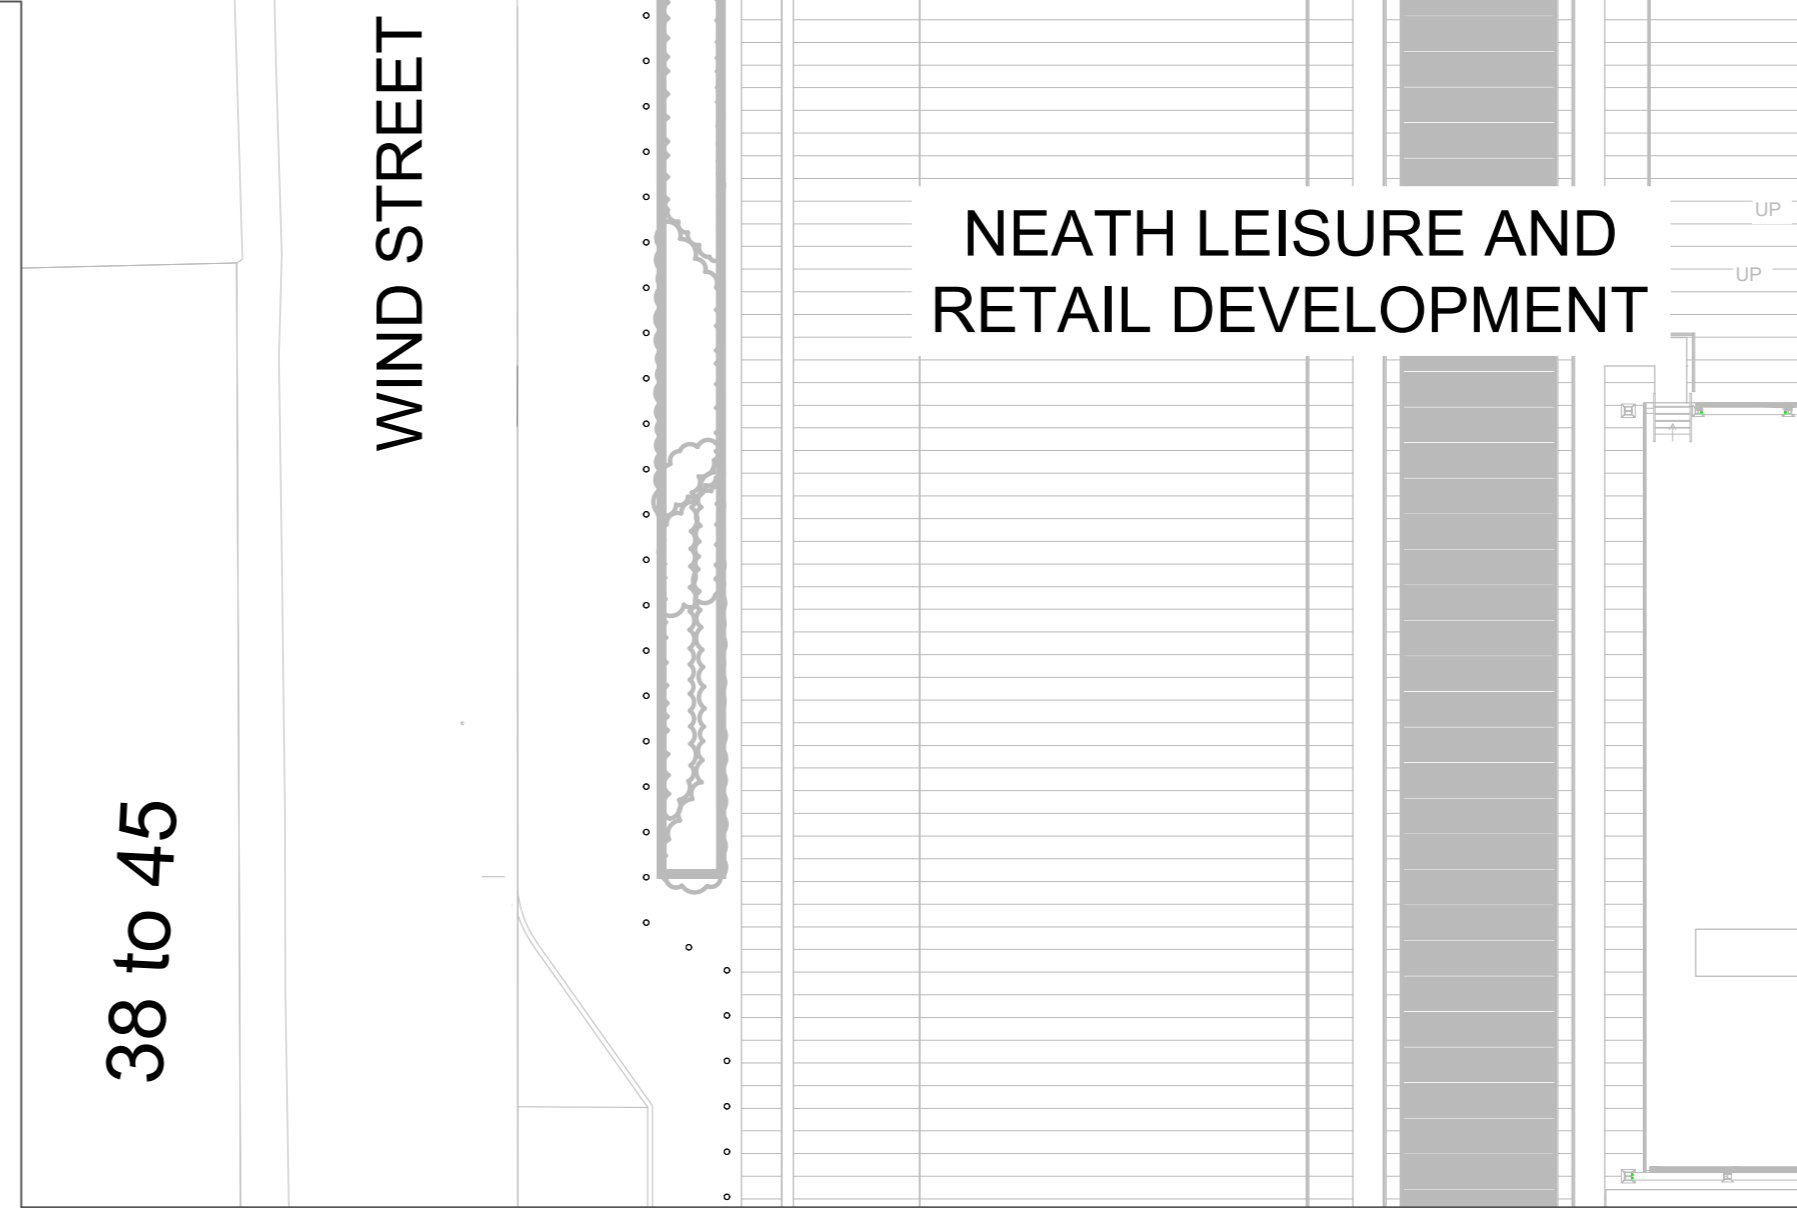 WIND STREET
NEATH LEISURE AND
RETAIL DEVELOPMENT
UP
UP
38 to 45